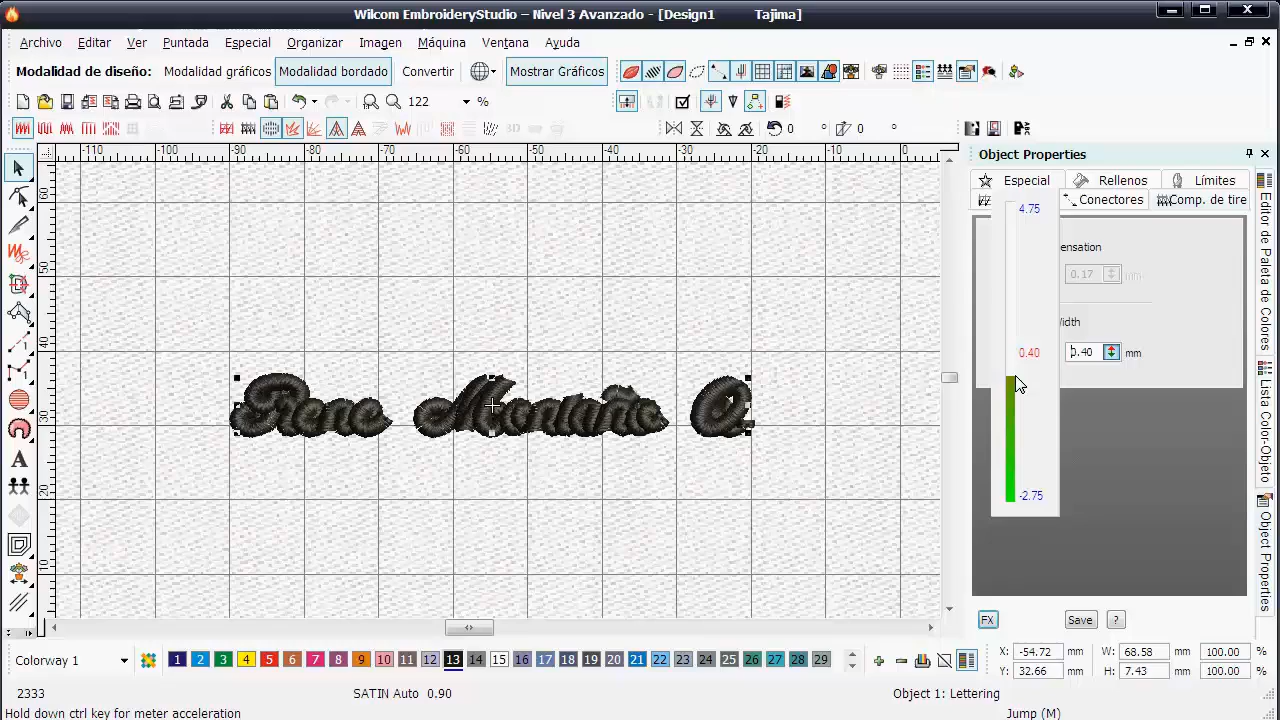 Wilcom EmbroideryStudio – Nivel 3 Avanzado - [Design1 Tajima]
Archivo Editar Ver Puntada Especial Organizar Imagen Máquina Ventana Ayuda
Modalidad de diseño: Modalidad gráficos Modalidad bordado Convertir Mostrar Gráficos
122 %
3D 0 ° 0 °
-110 -100 -90 -80 -70 -60 -50 -40 -30 -20 -10 0
60
50
40
30
20
10
Object Properties
Especial Rellenos Límites
Conectores Comp. de tire
4.75
ensation
0.17 mm
idth
0.40 0.40 mm
-2.75
Editor de Paleta de Colores
Lista Color-Objeto
Object Properties
FX Save ?
Colorway 1 1 2 3 4 5 6 7 8 9 10 11 12 13 14 15 16 17 18 19 20 21 22 23 24 25 26 27 28 29
X: -54.72 mm W: 68.58 mm 100.00 %
Y: 32.66 mm H: 7.43 mm 100.00 %
2333 SATIN Auto 0.90 Object 1: Lettering
Hold down ctrl key for meter acceleration Jump (M)